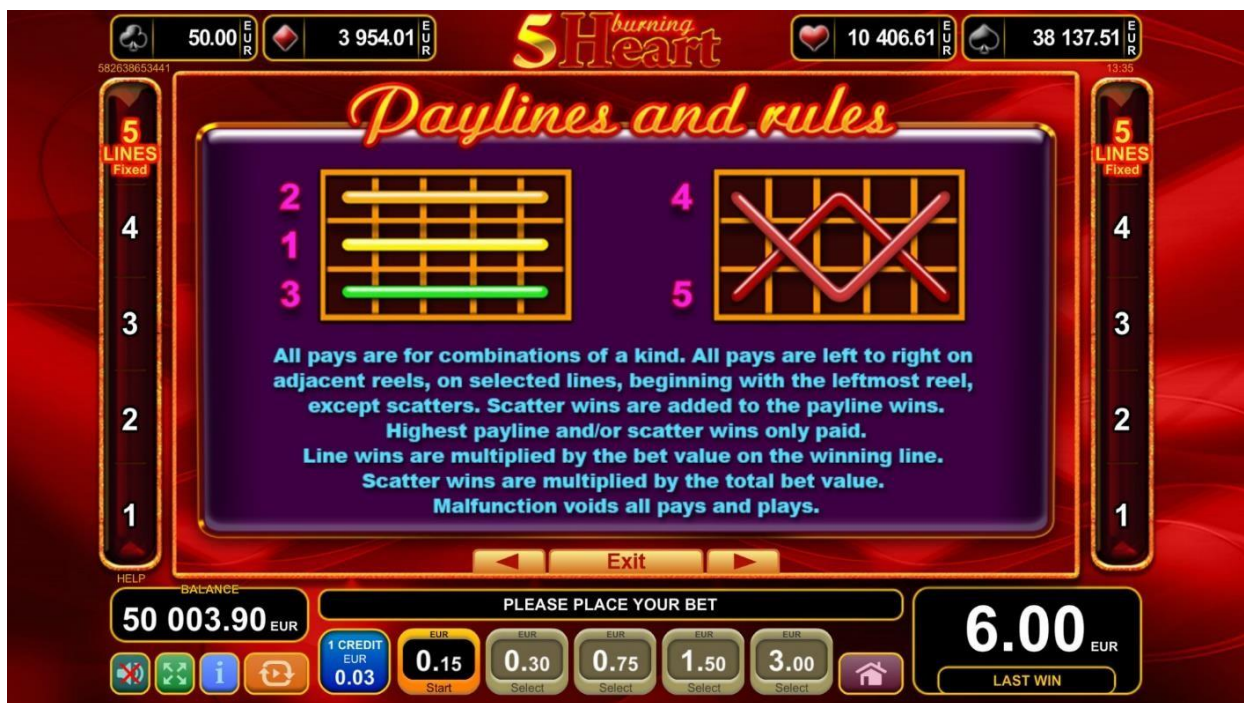 50.00 EUR
3 954.01 EUR
5 burning Heart
10 406.61 EUR
38 137.51 EUR
582638653441
13:35
Paylines and rules
5
LINES
Fixed
4
3
2
1
2
1
3
4
5
All pays are for combinations of a kind. All pays are left to right on
adjacent reels, on selected lines, beginning with the leftmost reel,
except scatters. Scatter wins are added to the payline wins.
Highest payline and/or scatter wins only paid.
Line wins are multiplied by the bet value on the winning line.
Scatter wins are multiplied by the total bet value.
Malfunction voids all pays and plays.
5
LINES
Fixed
4
3
2
1
Exit
HELP
BALANCE
50 003.90 EUR
PLEASE PLACE YOUR BET
1 CREDIT
EUR
0.03
EUR
0.15
Start
EUR
0.30
Select
EUR
0.75
Select
EUR
1.50
Select
EUR
3.00
Select
6.00 EUR
LAST WIN